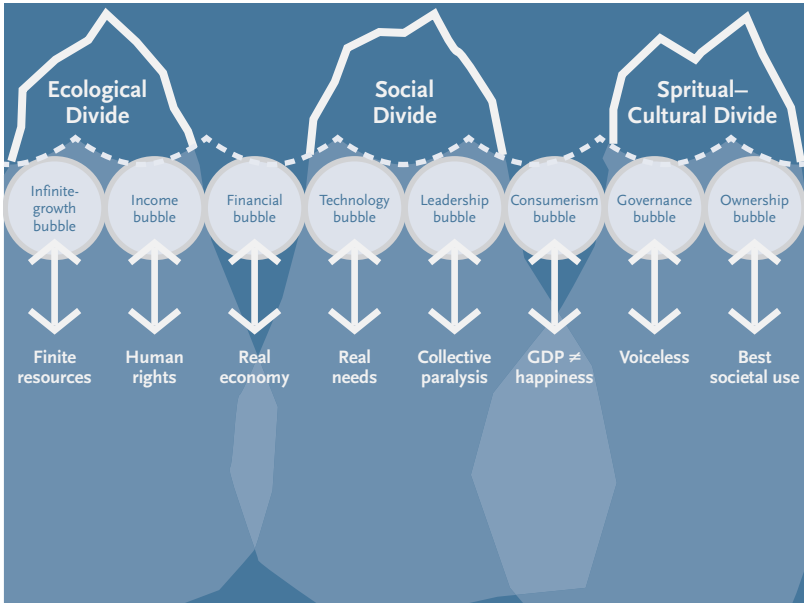 Ecological
Divide
Social
Divide
Spritual–
Cultural Divide
Infinite-
growth
bubble
Income
bubble
Financial
bubble
Technology
bubble
Leadership
bubble
Consumerism
bubble
Governance
bubble
Ownership
bubble
Finite
resources
Human
rights
Real
economy
Real
needs
Collective
paralysis
GDP ≠
happiness
Voiceless
Best
societal use